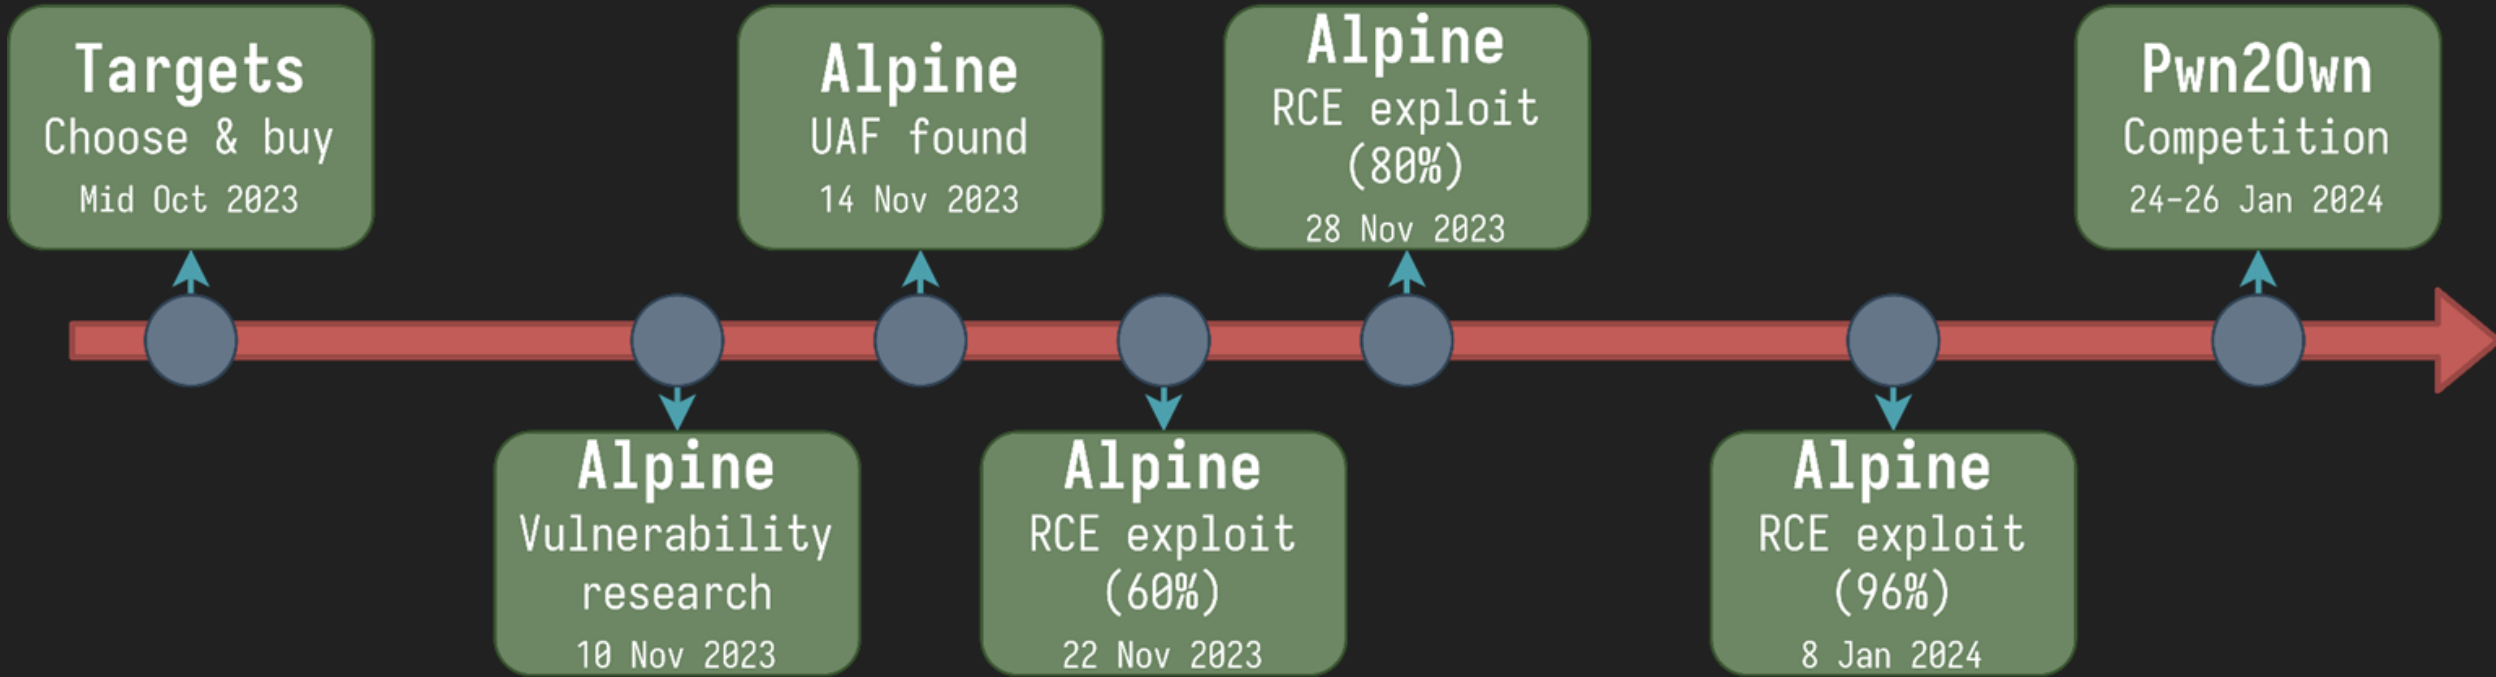 Targets
Choose & buy
Mid Oct 2023
Alpine
Vulnerability
research
10 Nov 2023
Alpine
UAF found
14 Nov 2023
Alpine
RCE exploit
(60%)
22 Nov 2023
Alpine
RCE exploit
(80%)
28 Nov 2023
Alpine
RCE exploit
(96%)
8 Jan 2024
Pwn2Own
Competition
24-26 Jan 2024